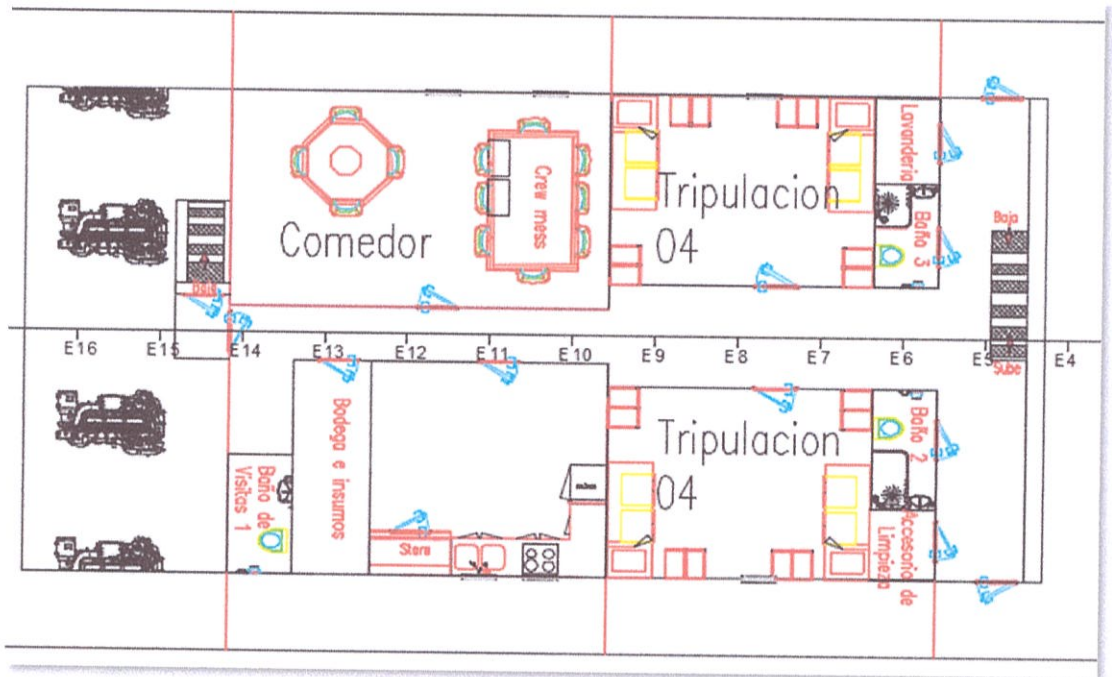 Comedor
Crew mess
Tripulacion
04
Lavanderia
Baño 3
Baja
Baja
E16
E15
E14
E13
E12
E11
E10
E9
E8
E7
E6
E5
E4
Sube
Bodega e insumos
Baño de
Visitas 1
Store
Tripulacion
04
Baño 2
Accesorio de
Limpieza